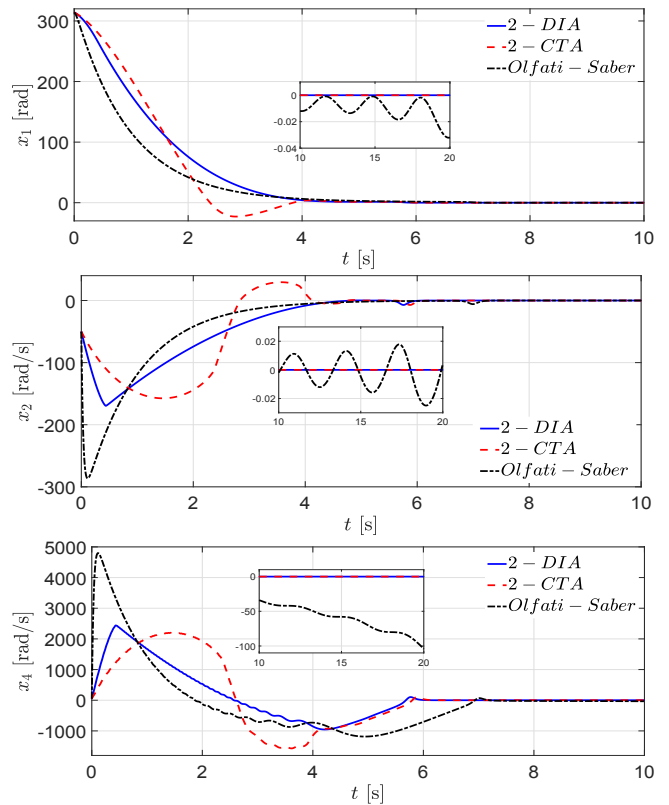 300
200
100
0
x₁ [rad]
2 − DIA
2 − CTA
Olfati − Saber
0
-0.02
-0.04
10 15 20
0 2 4 6 8 10
t [s]
0
-100
-200
-300
x₂ [rad/s]
0.02
0
-0.02
10 15 20
2 − DIA
2 − CTA
Olfati − Saber
0 2 4 6 8 10
t [s]
5000
4000
3000
2000
1000
0
-1000
x₄ [rad/s]
2 − DIA
2 − CTA
Olfati − Saber
0
-50
-100
10 15 20
0 2 4 6 8 10
t [s]